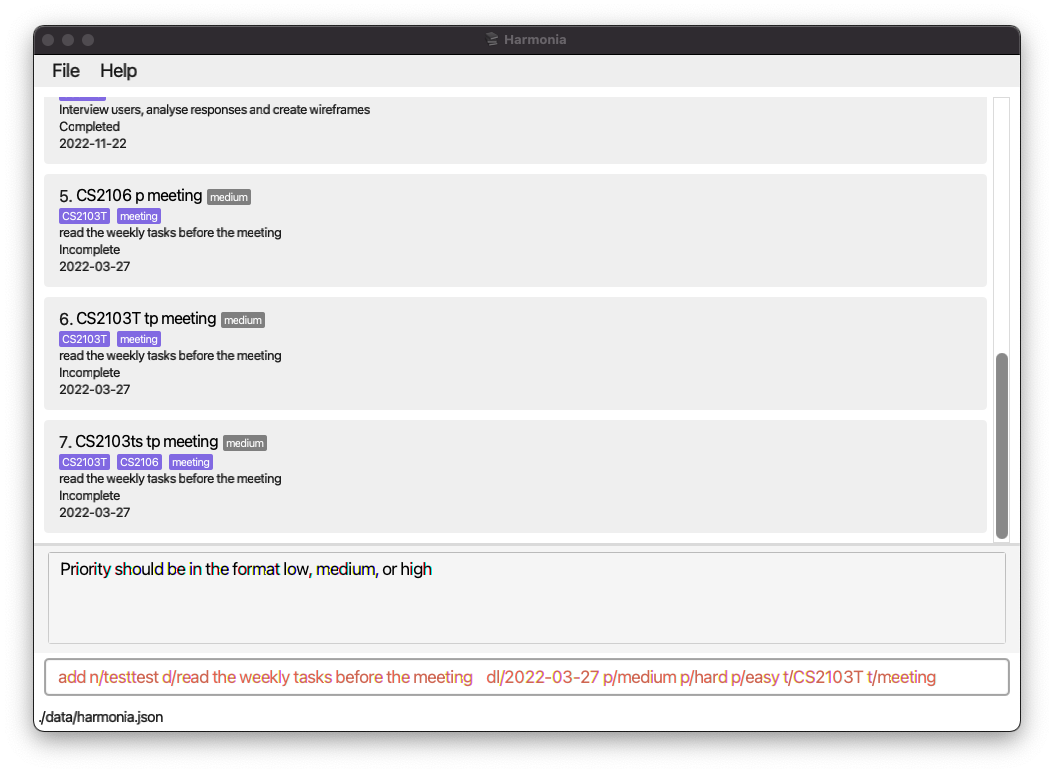 Harmonia
File Help
Interview users, analyse responses and create wireframes
Completed
2022-11-22
5. CS2106 p meeting medium
CS2103T meeting
read the weekly tasks before the meeting
Incomplete
2022-03-27
6. CS2103T tp meeting medium
CS2103T meeting
read the weekly tasks before the meeting
Incomplete
2022-03-27
7. CS2103ts tp meeting medium
CS2103T CS2106 meeting
read the weekly tasks before the meeting
Incomplete
2022-03-27
Priority should be in the format low, medium, or high
add n/testtest d/read the weekly tasks before the meeting dl/2022-03-27 p/medium p/hard p/easy t/CS2103T t/meeting
./data/harmonia.json